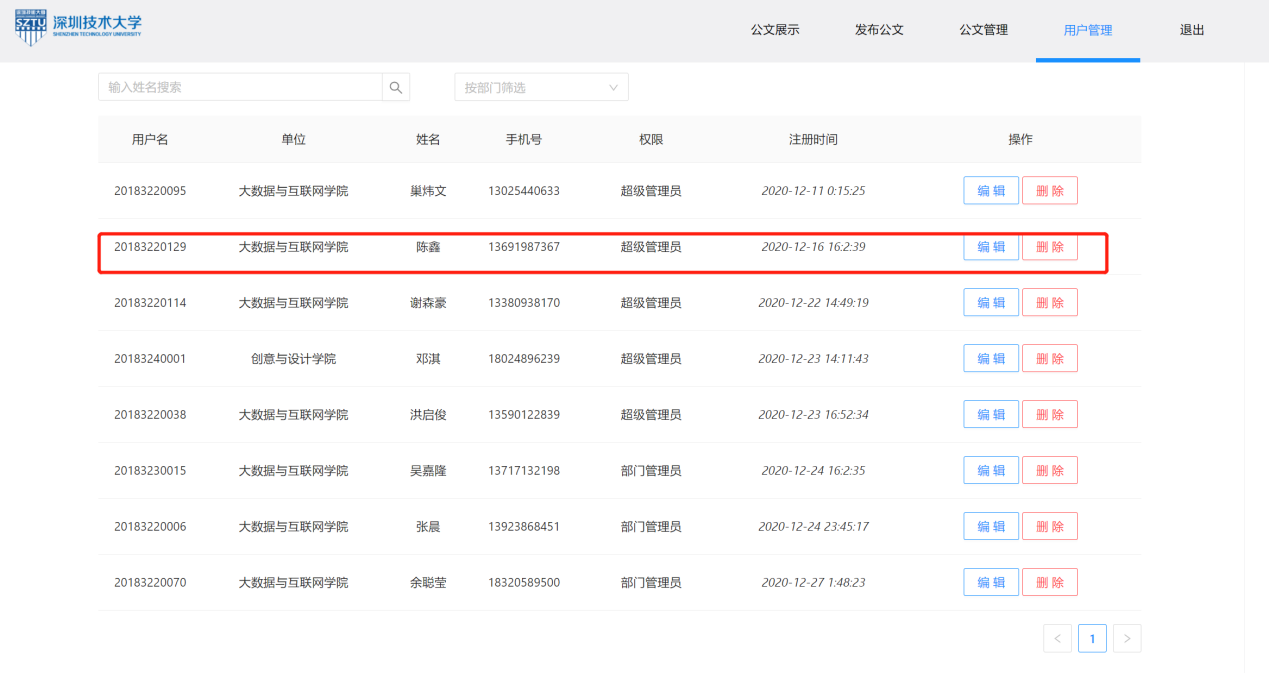 深圳技术大学
SZTU
SHENZHEN TECHNOLOGY UNIVERSITY
公文展示 发布公文 公文管理 用户管理 退出
输入姓名搜索 按部门筛选
用户名 单位 姓名 手机号 权限 注册时间 操作
20183220095 大数据与互联网学院 巢炜文 13025440633 超级管理员 2020-12-11 0:15:25 编 辑 删 除
20183220129 大数据与互联网学院 陈鑫 13691987367 超级管理员 2020-12-16 16:2:39 编 辑 删 除
20183220114 大数据与互联网学院 谢森豪 13380938170 超级管理员 2020-12-22 14:49:19 编 辑 删 除
20183240001 创意与设计学院 邓淇 18024896239 超级管理员 2020-12-23 14:11:43 编 辑 删 除
20183220038 大数据与互联网学院 洪启俊 13590122839 超级管理员 2020-12-23 16:52:34 编 辑 删 除
20183230015 大数据与互联网学院 吴嘉隆 13717132198 部门管理员 2020-12-24 16:2:35 编 辑 删 除
20183220006 大数据与互联网学院 张晨 13923868451 部门管理员 2020-12-24 23:45:17 编 辑 删 除
20183220070 大数据与互联网学院 余聪莹 18320589500 部门管理员 2020-12-27 1:48:23 编 辑 删 除
< 1 >